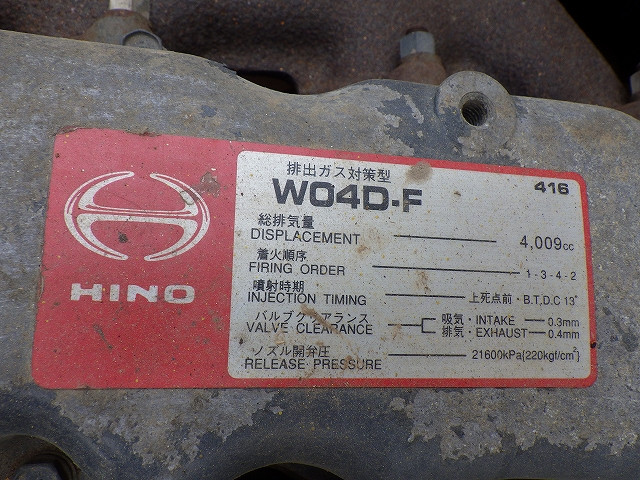 HINO
416
排出ガス対策型
W04D-F
総排気量
DISPLACEMENT 4,009cc
着火順序
FIRING ORDER 1-3-4-2
噴射時期
INJECTION TIMING 上死点前・B.T.D.C 13°
バルブクリアランス 吸気・INTAKE 0.3mm
VALVE CLEARANCE 排気・EXHAUST 0.4mm
ノズル開弁圧
RELEASE PRESSURE 21600kPa{220kgf/cm²}